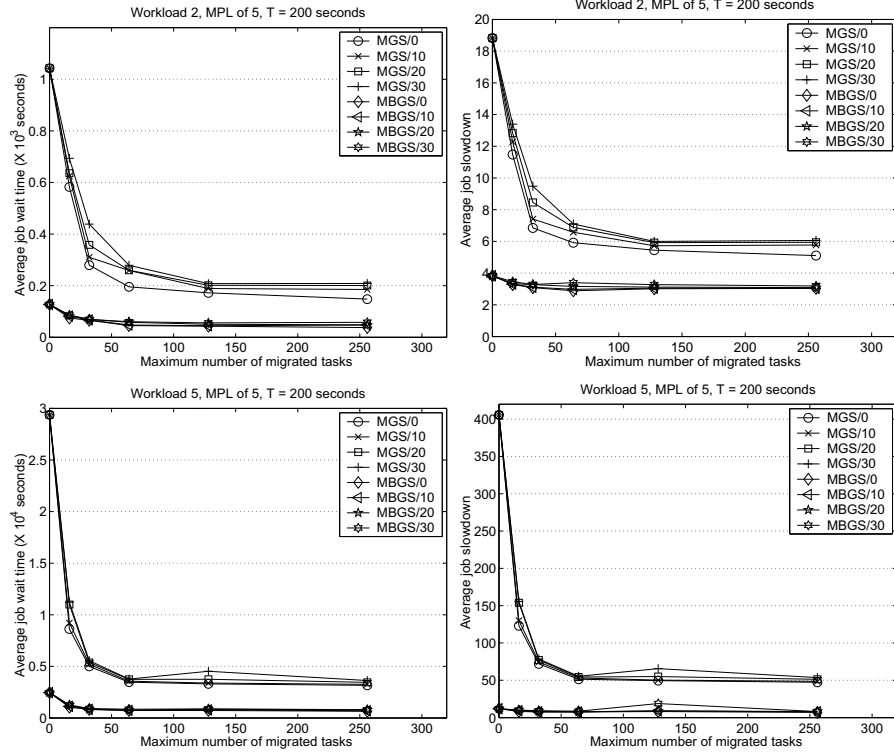 Workload 2, MPL of 5, T = 200 seconds
Average job wait time (X 10³ seconds)
1
0.8
0.6
0.4
0.2
0
0 50 100 150 200 250 300
Maximum number of migrated tasks
MGS/0
MGS/10
MGS/20
MGS/30
MBGS/0
MBGS/10
MBGS/20
MBGS/30
Workload 2, MPL of 5, T = 200 seconds
Average job slowdown
20
18
16
14
12
10
8
6
4
2
0
0 50 100 150 200 250 300
Maximum number of migrated tasks
MGS/0
MGS/10
MGS/20
MGS/30
MBGS/0
MBGS/10
MBGS/20
MBGS/30
Workload 5, MPL of 5, T = 200 seconds
Average job wait time (X 10⁴ seconds)
3
2.5
2
1.5
1
0.5
0
0 50 100 150 200 250 300
Maximum number of migrated tasks
MGS/0
MGS/10
MGS/20
MGS/30
MBGS/0
MBGS/10
MBGS/20
MBGS/30
Workload 5, MPL of 5, T = 200 seconds
Average job slowdown
400
350
300
250
200
150
100
50
0
0 50 100 150 200 250 300
Maximum number of migrated tasks
MGS/0
MGS/10
MGS/20
MGS/30
MBGS/0
MBGS/10
MBGS/20
MBGS/30